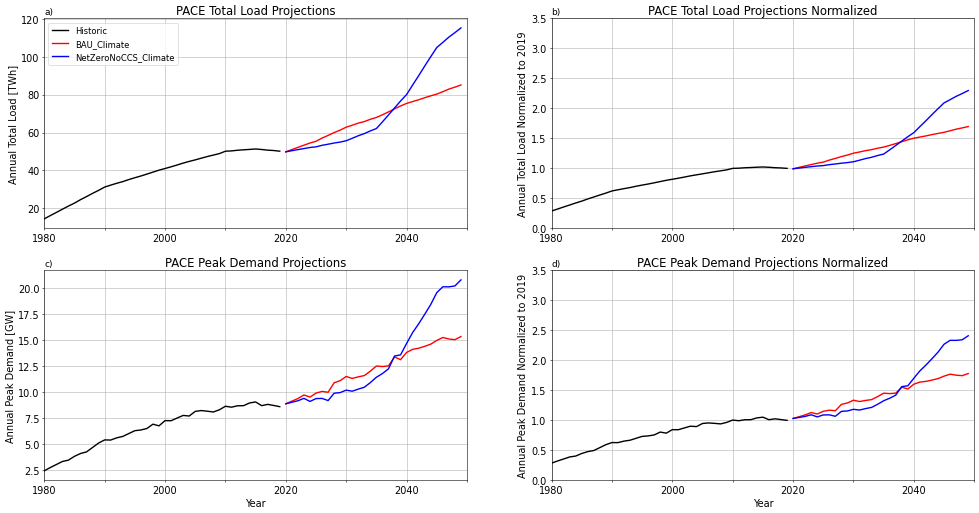 a)
PACE Total Load Projections
Annual Total Load [TWh]
120
100
80
60
40
20
Historic
BAU_Climate
NetZeroNoCCS_Climate
1980
2000
2020
2040
b)
PACE Total Load Projections Normalized
Annual Total Load Normalized to 2019
3.5
3.0
2.5
2.0
1.5
1.0
0.5
0.0
1980
2000
2020
2040
c)
PACE Peak Demand Projections
Annual Peak Demand [GW]
20.0
17.5
15.0
12.5
10.0
7.5
5.0
2.5
1980
2000
2020
2040
Year
d)
PACE Peak Demand Projections Normalized
Annual Peak Demand Normalized to 2019
3.5
3.0
2.5
2.0
1.5
1.0
0.5
0.0
1980
2000
2020
2040
Year